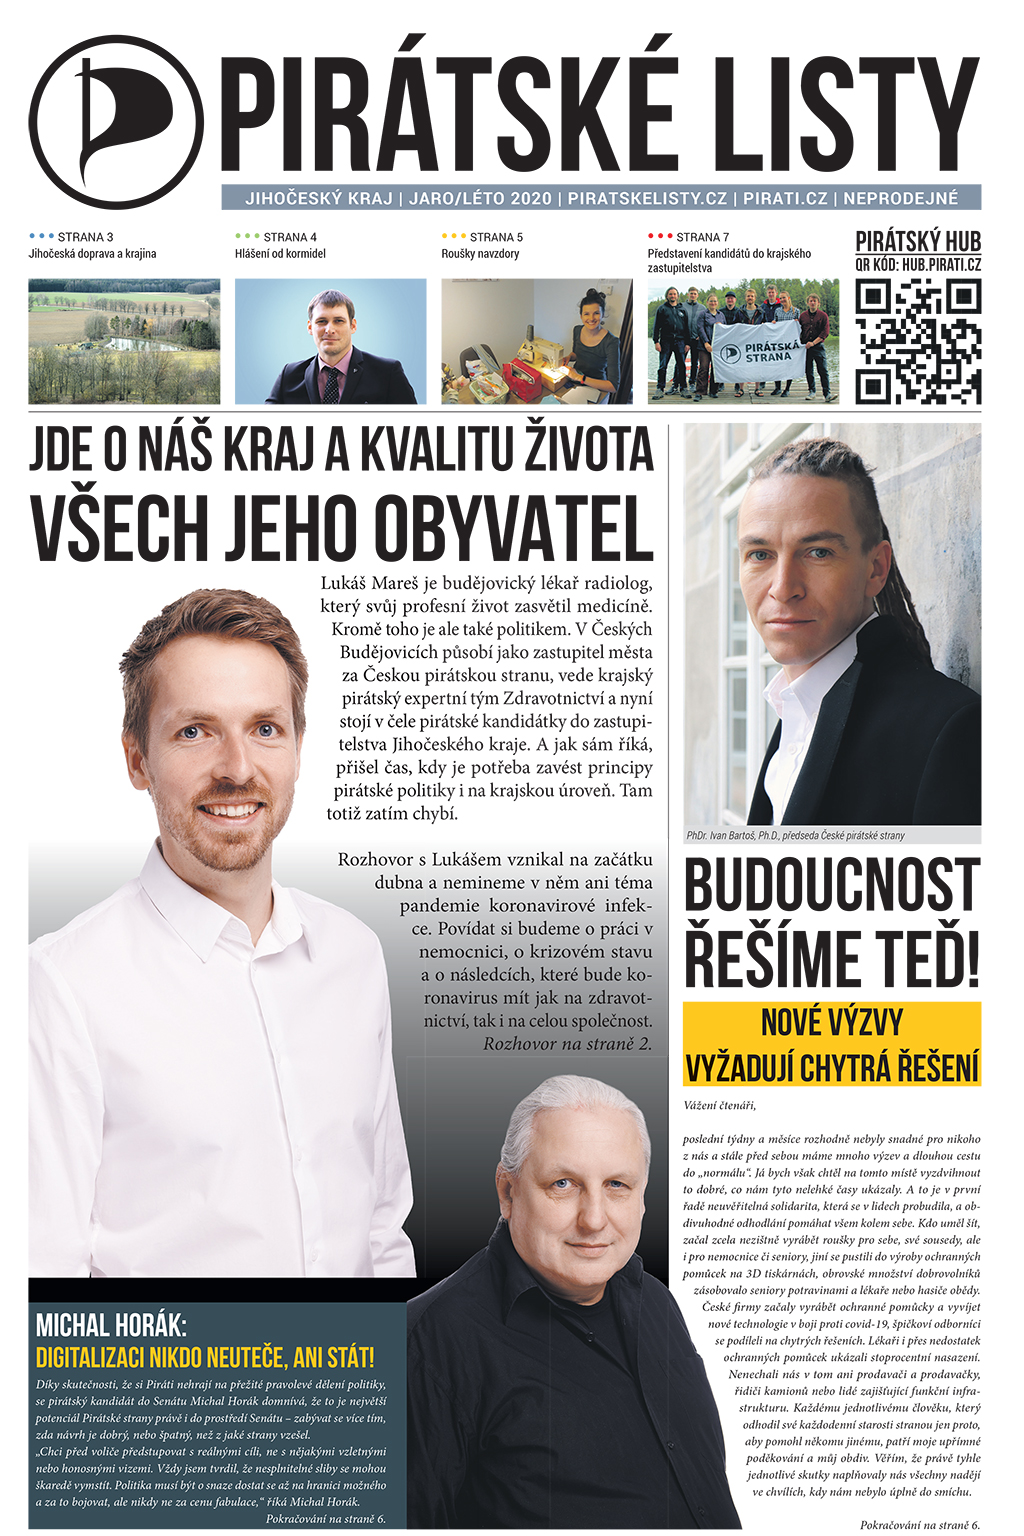 PIRÁTSKÉ LISTY
JIHOČESKÝ KRAJ | JARO/LÉTO 2020 | PIRATSKELISTY.CZ | PIRATI.CZ | NEPRODEJNÉ
STRANA 3
Jihočeská doprava a krajina
STRANA 4
Hlášení od kormidel
STRANA 5
Roušky navzdory
STRANA 7
Představení kandidátů do krajského
zastupitelstva
PIRÁTSKÝ HUB
QR KÓD: HUB.PIRATI.CZ
PIRÁTSKÁ
STRANA
JDE O NÁŠ KRAJ A KVALITU ŽIVOTA
VŠECH JEHO OBYVATEL
Lukáš Mareš je budějovický lékař radiolog,
který svůj profesní život zasvětil medicíně.
Kromě toho je ale také politikem. V Českých
Budějovicích působí jako zastupitel města
za Českou pirátskou stranu, vede krajský
pirátský expertní tým Zdravotnictví a nyní
stojí v čele pirátské kandidátky do zastupi-
telstva Jihočeského kraje. A jak sám říká,
přišel čas, kdy je potřeba zavést principy
pirátské politiky i na krajskou úroveň. Tam
totiž zatím chybí.
Rozhovor s Lukášem vznikal na začátku
dubna a nemineme v něm ani téma
pandemie koronavirové infek-
ce. Povídat si budeme o práci v
nemocnici, o krizovém stavu
a o následcích, které bude ko-
ronavirus mít jak na zdravot-
nictví, tak i na celou společnost.
Rozhovor na straně 2.
MICHAL HORÁK:
DIGITALIZACI NIKDO NEUTEČE, ANI STÁT!
Díky skutečnosti, že si Piráti nehrají na přežité pravolevé dělení politiky,
se pirátský kandidát do Senátu Michal Horák domnívá, že to je největší
potenciál Pirátské strany právě i do prostředí Senátu – zabývat se více tím,
zda návrh je dobrý, nebo špatný, než z jaké strany vzešel.
„Chci před voliče předstupovat s reálnými cíli, ne s nějakými vzletnými
nebo honosnými vizemi. Vždy jsem tvrdil, že nesplnitelné sliby se mohou
škaredě vymstít. Politika musí být o snaze dostat se až na hranici možného
a za to bojovat, ale nikdy ne za cenu fabulace,“ říká Michal Horák.
Pokračování na straně 6.
PhDr. Ivan Bartoš, Ph.D., předseda České pirátské strany
BUDOUCNOST
ŘEŠÍME TEĎ!
NOVÉ VÝZVY
VYŽADUJÍ CHYTRÁ ŘEŠENÍ
Vážení čtenáři,
poslední týdny a měsíce rozhodně nebyly snadné pro nikoho
z nás a stále před sebou máme mnoho výzev a dlouhou cestu
do „normálu“. Já bych však chtěl na tomto místě vyzdvihnout
to dobré, co nám tyto nelehké časy ukázaly. A to je v první
řadě neuvěřitelná solidarita, která se v lidech probudila, a ob-
divuhodné odhodlání pomáhat všem kolem sebe. Kdo uměl šít,
začal zcela nezištně vyrábět roušky pro sebe, své sousedy, ale
i pro nemocnice či seniory, jiní se pustili do výroby ochranných
pomůcek na 3D tiskárnách, obrovské množství dobrovolníků
zásobovalo seniory potravinami a lékaře nebo hasiče obědy.
České firmy začaly vyrábět ochranné pomůcky a vyvíjet
nové technologie v boji proti covid-19, špičkoví odborníci
se podíleli na chytrých řešeních. Lékaři i přes nedostatek
ochranných pomůcek ukázali stoprocentní nasazení.
Nenechali nás v tom ani prodavači a prodavačky,
řidiči kamionů nebo lidé zajišťující funkční infra-
strukturu. Každému jednotlivému člověku, který
odhodil své každodenní starosti stranou jen proto,
aby pomohl někomu jinému, patří moje upřímné
poděkování a můj obdiv. Věřím, že právě tyhle
jednotlivé skutky naplňovaly nás všechny nadějí
ve chvílích, kdy nám nebylo úplně do smíchu.
Pokračování na straně 6.